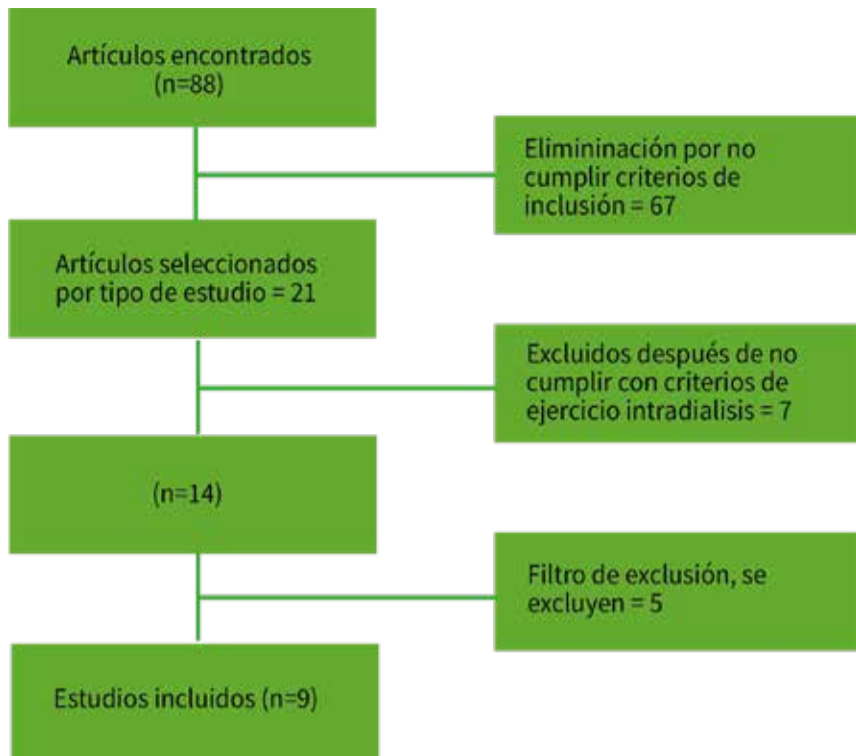 Artículos encontrados
(n=88)
Elimininación por no
cumplir criterios de
inclusión = 67
Artículos seleccionados
por tipo de estudio = 21
Excluidos después de no
cumplir con criterios de
ejercicio intradialisis = 7
(n=14)
Filtro de exclusión, se
excluyen = 5
Estudios incluidos (n=9)